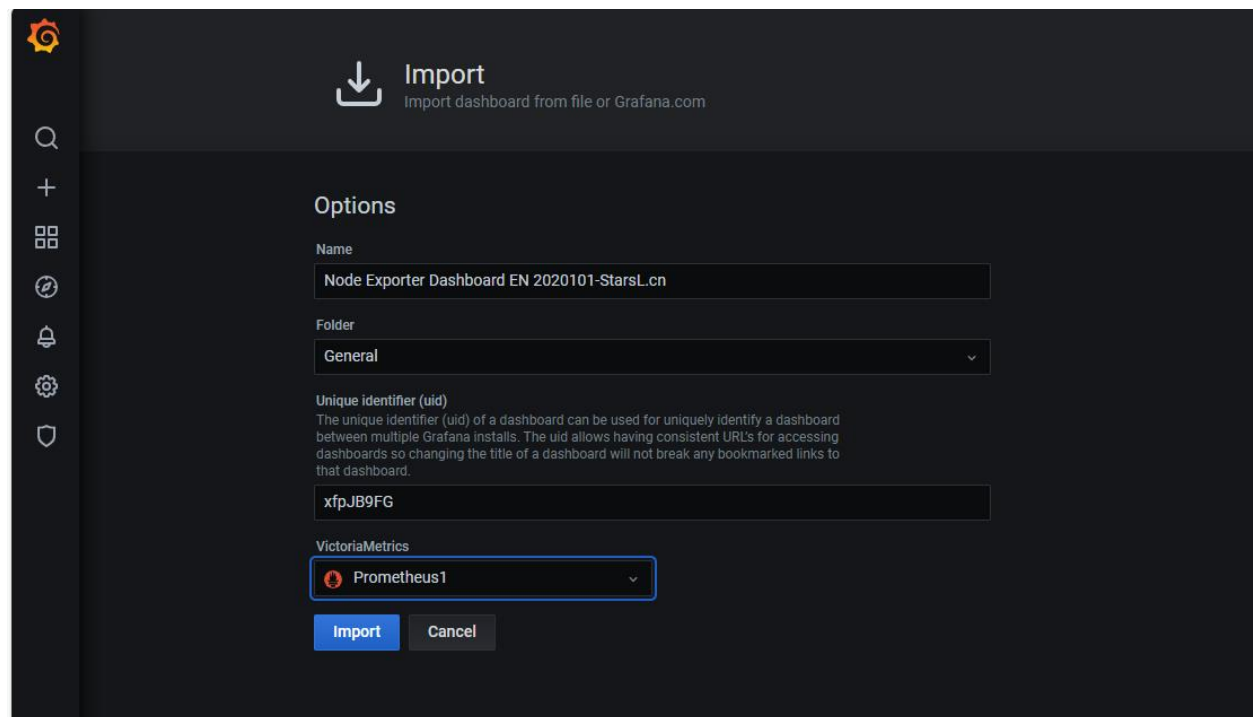 Import
Import dashboard from file or Grafana.com
Options
Name
Node Exporter Dashboard EN 2020101-StarsL.cn
Folder
General
Unique identifier (uid)
The unique identifier (uid) of a dashboard can be used for uniquely identify a dashboard
between multiple Grafana installs. The uid allows having consistent URL's for accessing
dashboards so changing the title of a dashboard will not break any bookmarked links to
that dashboard.
xfpJB9FG
VictoriaMetrics
Prometheus1
Import Cancel